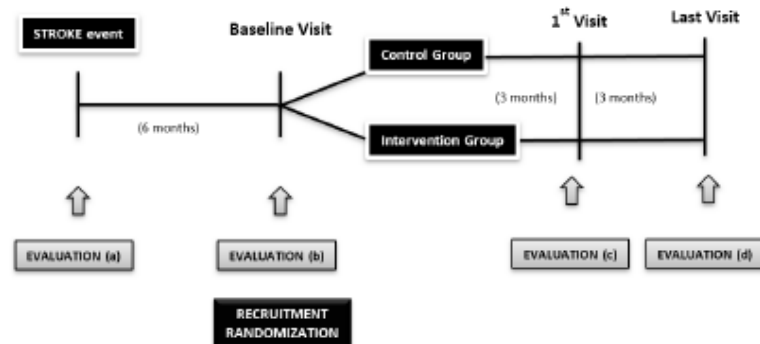 STROKE event
Baseline Visit
1st Visit
Last Visit
Control Group
(6 months)
(3 months)
(3 months)
Intervention Group
EVALUATION (a)
EVALUATION (b)
EVALUATION (c)
EVALUATION (d)
RECRUITMENT
RANDOMIZATION